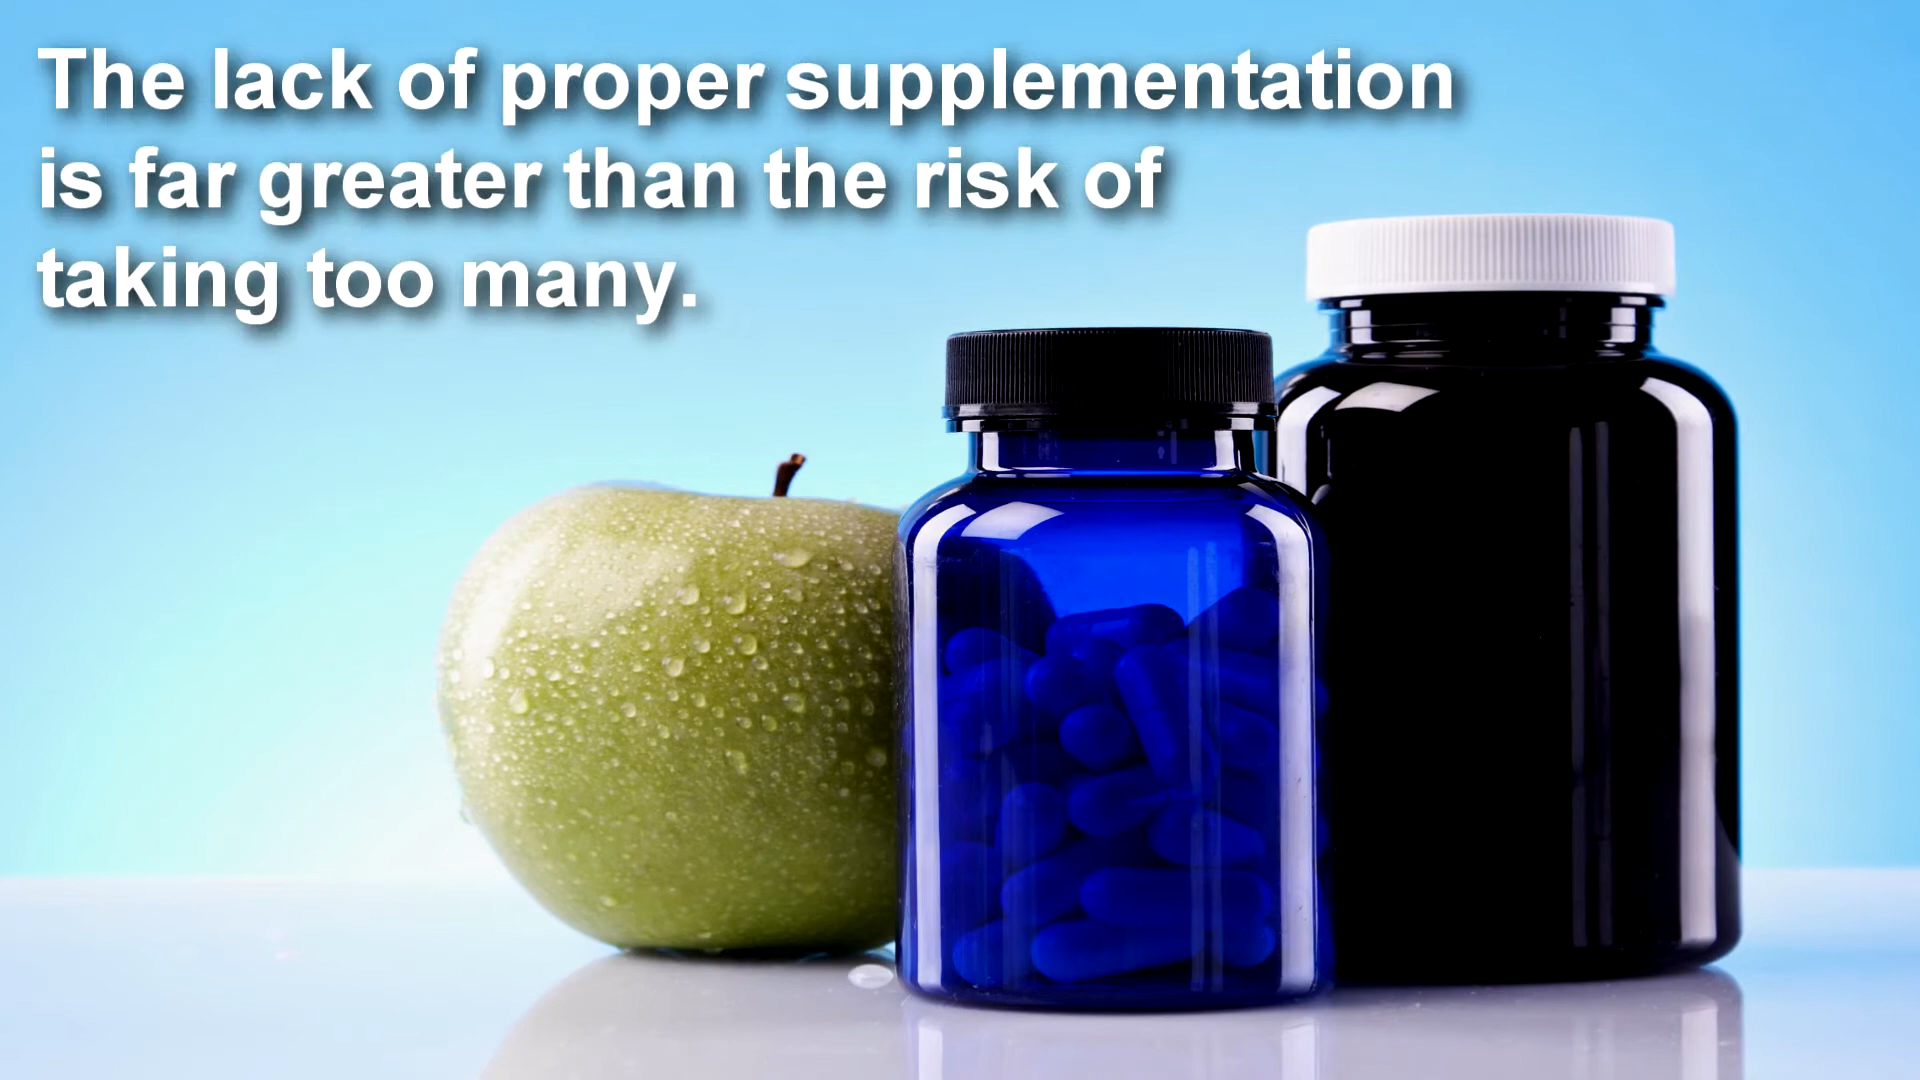 The lack of proper supplementation
is far greater than the risk of
taking too many.